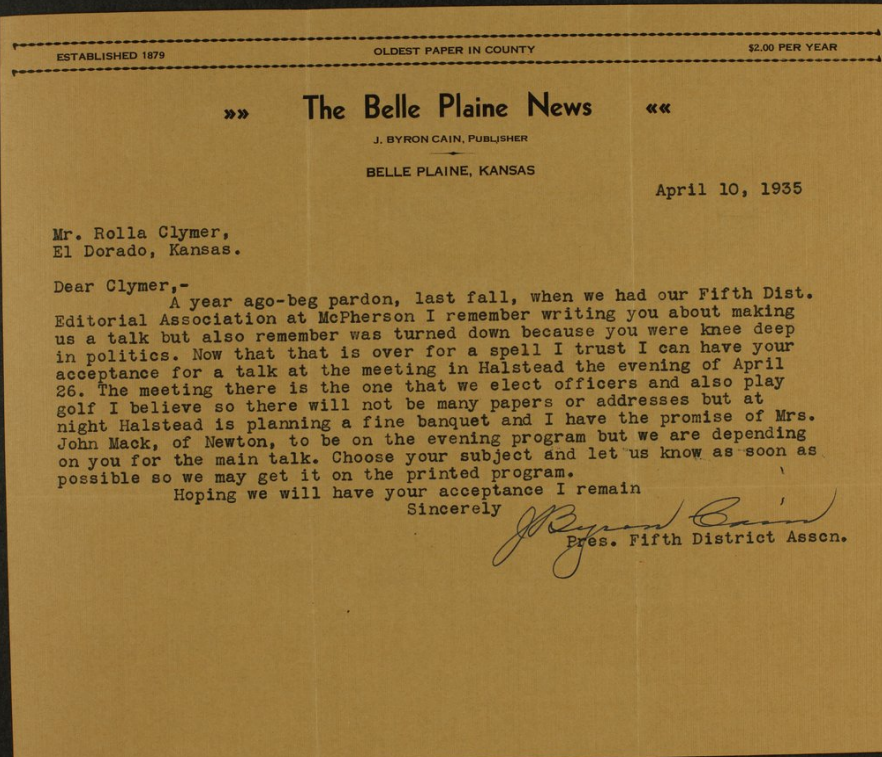 ESTABLISHED 1879 OLDEST PAPER IN COUNTY $2.00 PER YEAR
»» The Belle Plaine News ««
J. BYRON CAIN, PUBLISHER
BELLE PLAINE, KANSAS
April 10, 1935
Mr. Rolla Clymer,
El Dorado, Kansas.
Dear Clymer,-
A year ago-beg pardon, last fall, when we had our Fifth Dist.
Editorial Association at McPherson I remember writing you about making
us a talk but also remember was turned down because you were knee deep
in politics. Now that that is over for a spell I trust I can have your
acceptance for a talk at the meeting in Halstead the evening of April
26. The meeting there is the one that we elect officers and also play
golf I believe so there will not be many papers or addresses but at
night Halstead is planning a fine banquet and I have the promise of Mrs.
John Mack, of Newton, to be on the evening program but we are depending
on you for the main talk. Choose your subject and let us know as soon as
possible so we may get it on the printed program.
Hoping we will have your acceptance I remain
Sincerely
J Byron Cain
Pres. Fifth District Asscn.